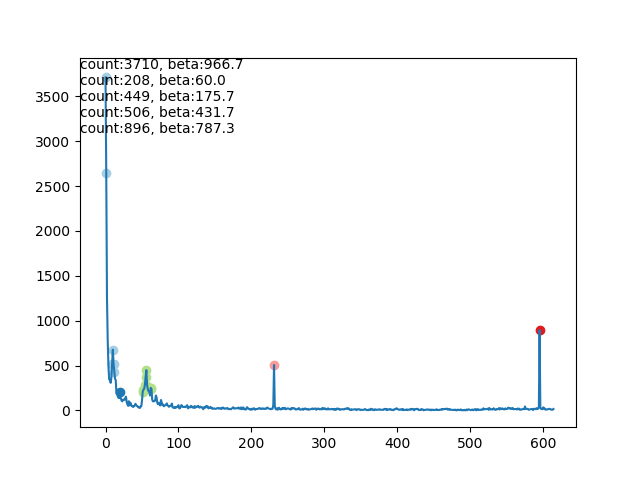 count:3710, beta:966.7
count:208, beta:60.0
count:449, beta:175.7
count:506, beta:431.7
count:896, beta:787.3
3500
3000
2500
2000
1500
1000
500
0
0 100 200 300 400 500 600